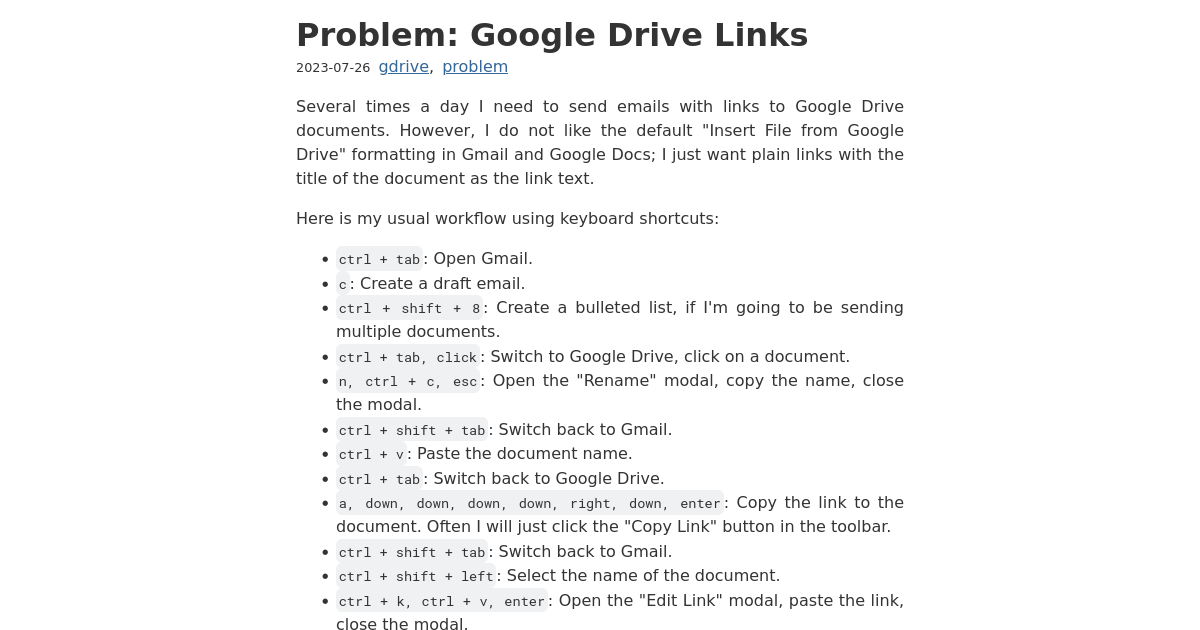 Problem: Google Drive Links
2023-07-26 gdrive, problem
Several times a day I need to send emails with links to Google Drive
documents. However, I do not like the default "Insert File from Google
Drive" formatting in Gmail and Google Docs; I just want plain links with the
title of the document as the link text.
Here is my usual workflow using keyboard shortcuts:
• ctrl + tab: Open Gmail.
• c: Create a draft email.
• ctrl + shift + 8: Create a bulleted list, if I'm going to be sending
multiple documents.
• ctrl + tab, click: Switch to Google Drive, click on a document.
• n, ctrl + c, esc: Open the "Rename" modal, copy the name, close
the modal.
• ctrl + shift + tab: Switch back to Gmail.
• ctrl + v: Paste the document name.
• ctrl + tab: Switch back to Google Drive.
• a, down, down, down, down, right, down, enter: Copy the link to the
document. Often I will just click the "Copy Link" button in the toolbar.
• ctrl + shift + tab: Switch back to Gmail.
• ctrl + shift + left: Select the name of the document.
• ctrl + k, ctrl + v, enter: Open the "Edit Link" modal, paste the link,
close the modal.